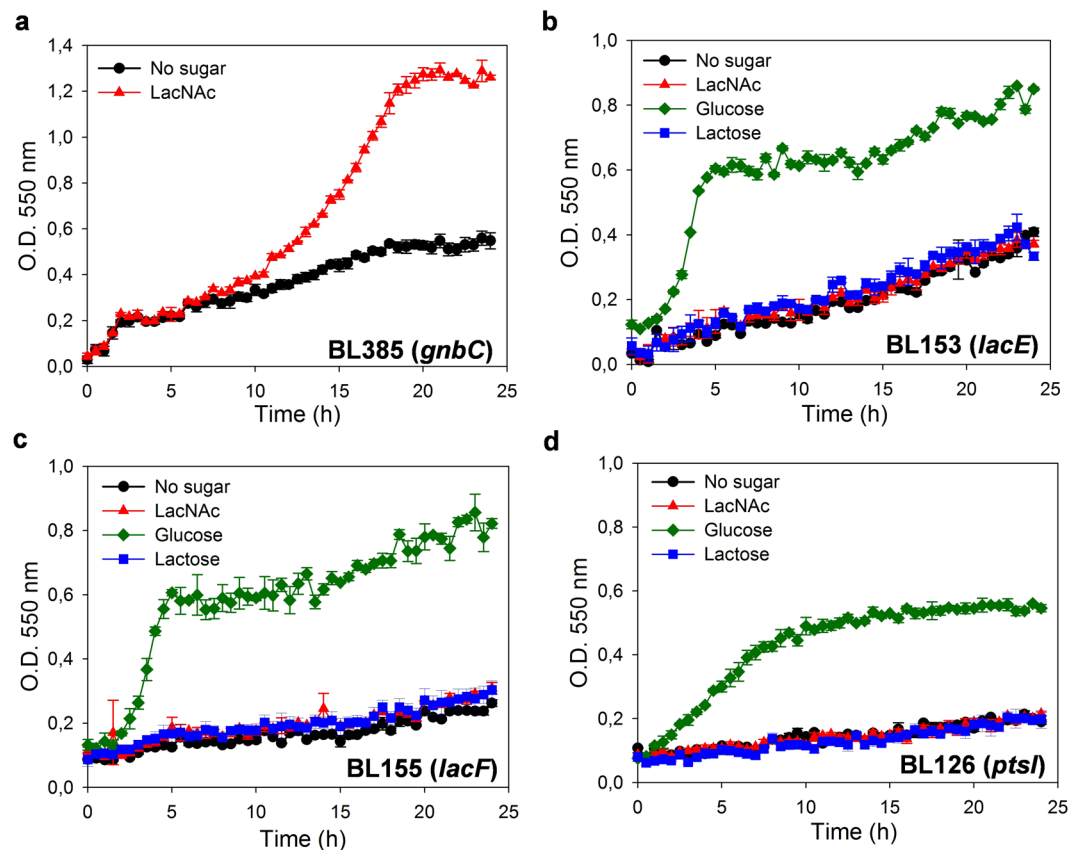 a
1,4
1,2
1,0
0,8
0,6
0,4
0,2
0,0
O.D. 550 nm
No sugar
LacNAc
BL385 (gnbC)
0 5 10 15 20 25
Time (h)
b
1,0
0,8
0,6
0,4
0,2
0,0
O.D. 550 nm
No sugar
LacNAc
Glucose
Lactose
BL153 (lacE)
0 5 10 15 20 25
Time (h)
c
1,0
0,8
0,6
0,4
0,2
0,0
O.D. 550 nm
No sugar
LacNAc
Glucose
Lactose
BL155 (lacF)
0 5 10 15 20 25
Time (h)
d
1,0
0,8
0,6
0,4
0,2
0,0
O.D. 550 nm
No sugar
LacNAc
Glucose
Lactose
BL126 (ptsI)
0 5 10 15 20 25
Time (h)